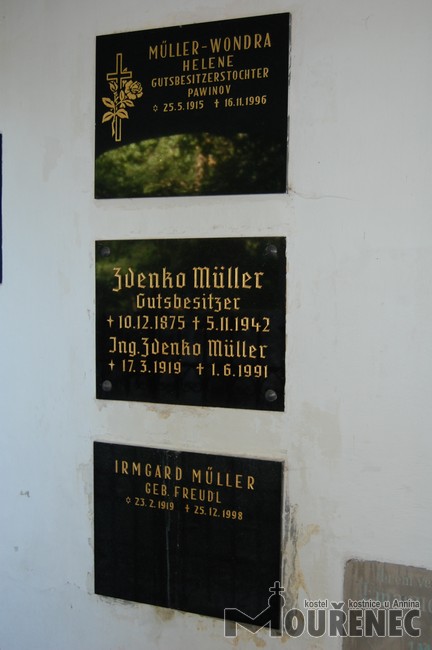 MÜLLER-WONDRA
HELENE
GUTSBESITZERSTOCHTER
PAWINOV
✩ 25.5.1915 ✝ 16.11.1996
Zdenko Müller
Gutsbesitzer
✝ 10.12.1875 ✝ 5.11.1942
Ing. Zdenko Müller
✝ 17.3.1919 ✝ 1.6.1991
IRMGARD MÜLLER
GEB. FREUDL
✩ 23.2.1919 ✝ 25.12.1998
kostel a kostnice u Annína
MOUŘENEC